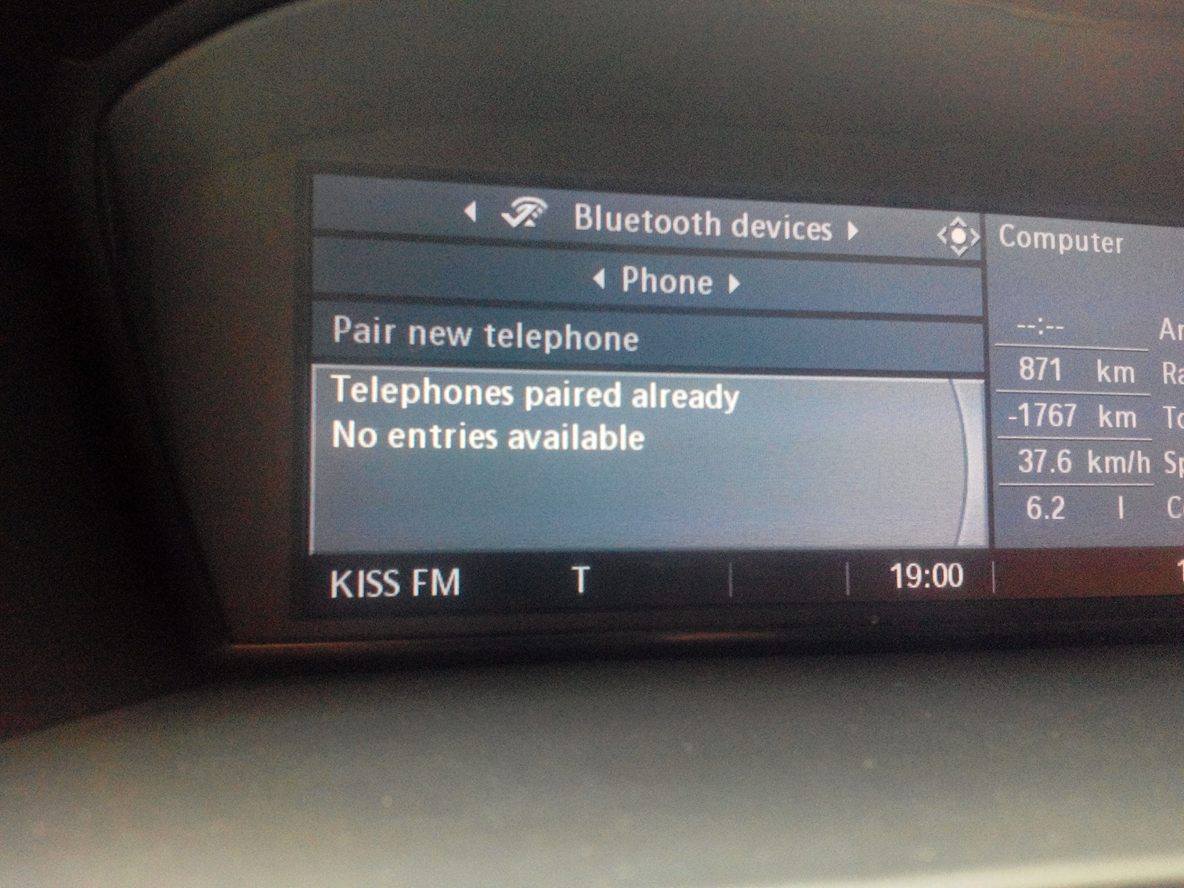 Bluetooth devices
Phone
Pair new telephone
Telephones paired already
No entries available
KISS FM T 19:00
Computer
--:--
871 km
-1767 km
37.6 km/h
6.2 l